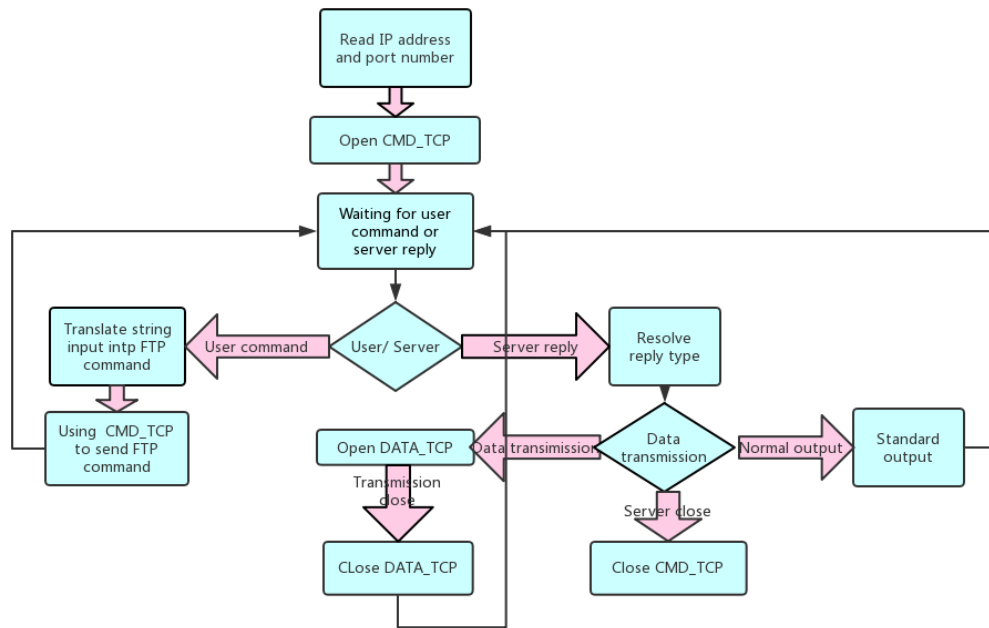 Read IP address
and port number
Open CMD_TCP
Waiting for user
command or
server reply
Translate string
input intp FTP
command
User command
User/ Server
Server reply
Resolve
reply type
Using  CMD_TCP
to send FTP
command
Open DATA_TCP
Data transimission
Data
transmission
Normal output
Standard
output
Transmission
close
Server close
CLose DATA_TCP
Close CMD_TCP